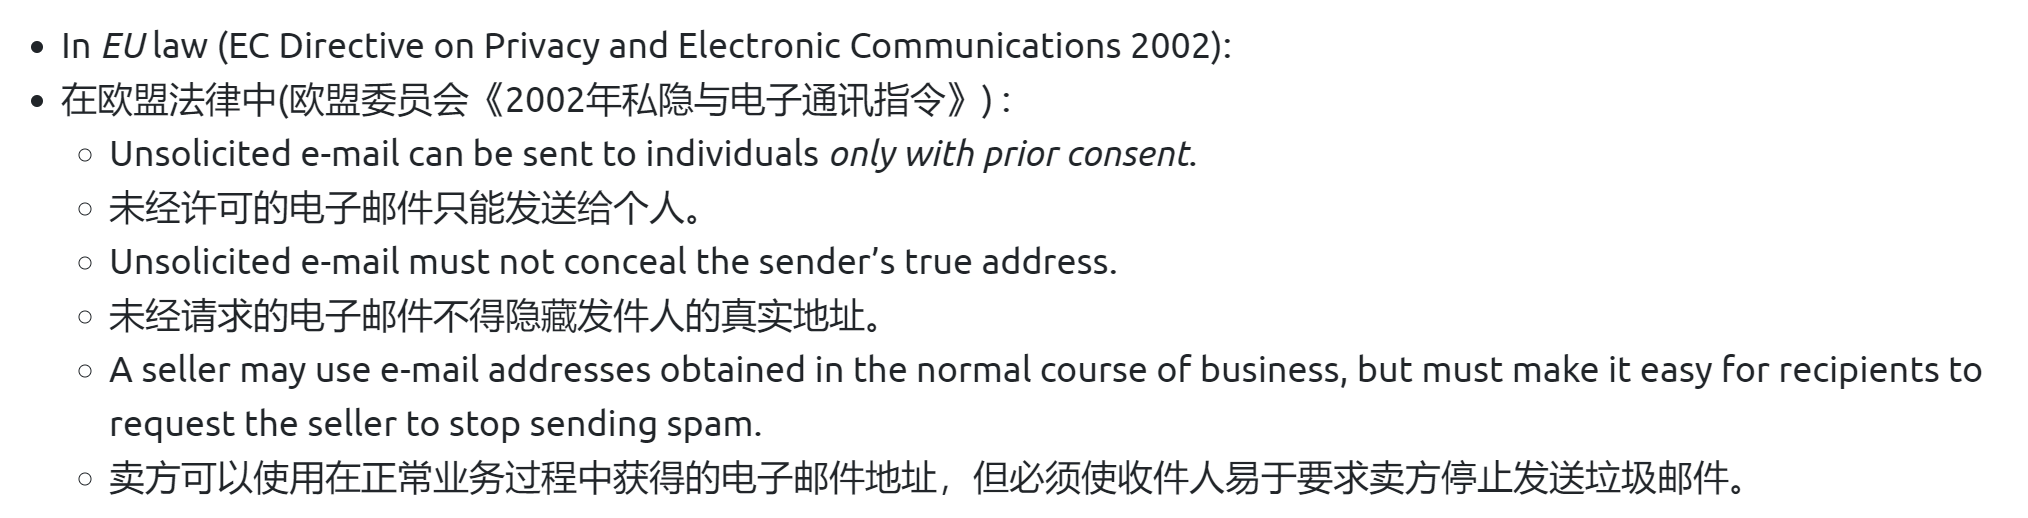 • In EU law (EC Directive on Privacy and Electronic Communications 2002):
• 在欧盟法律中(欧盟委员会《2002年私隐与电子通讯指令》) :
◦ Unsolicited e-mail can be sent to individuals only with prior consent.
◦ 未经许可的电子邮件只能发送给个人。
◦ Unsolicited e-mail must not conceal the sender’s true address.
◦ 未经请求的电子邮件不得隐藏发件人的真实地址。
◦ A seller may use e-mail addresses obtained in the normal course of business, but must make it easy for recipients to
request the seller to stop sending spam.
◦ 卖方可以使用在正常业务过程中获得的电子邮件地址，但必须使收件人易于要求卖方停止发送垃圾邮件。